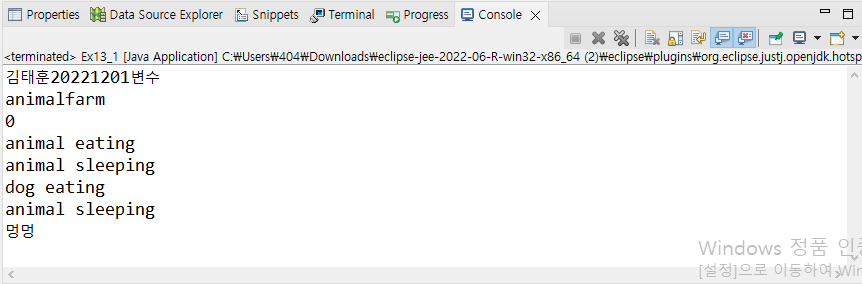 Properties Data Source Explorer Snippets Terminal Progress Console
<terminated> Ex13_1 [Java Application] C:₩Users₩404₩Downloads₩eclipse-jee-2022-06-R-win32-x86_64 (2)₩eclipse₩plugins₩org.eclipse.justj.openjdk.hotsp
김태훈20221201변수
animalfarm
0
animal eating
animal sleeping
dog eating
animal sleeping
멍멍
Windows 정품 인증
[설정]으로 이동하여 Win